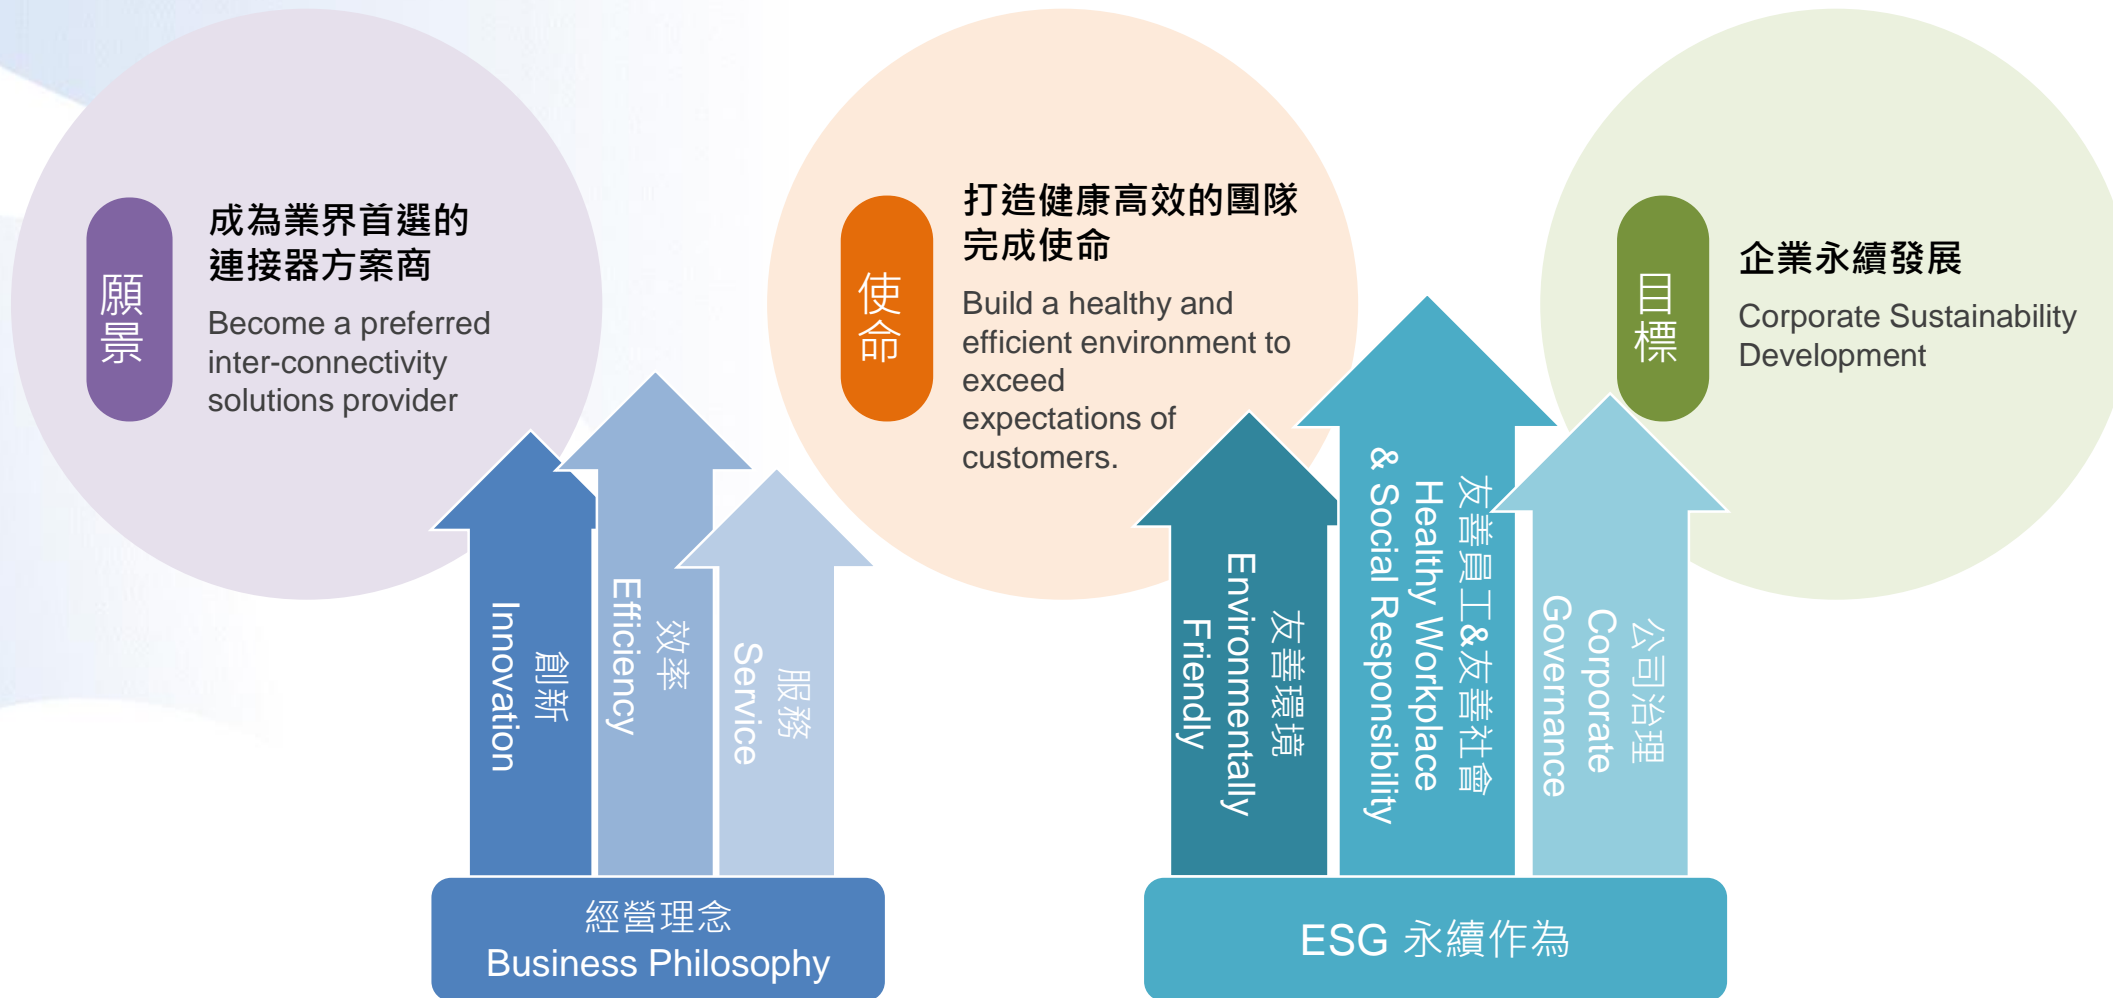 願景
成為業界首選的
連接器方案商
Become a preferred
inter-connectivity
solutions provider
使命
打造健康高效的團隊
完成使命
Build a healthy and
efficient environment to
exceed
expectations of
customers.
目標
企業永續發展
Corporate Sustainability
Development
創新
Innovation
效率
Efficiency
服務
Service
經營理念
Business Philosophy
友善環境
Environmentally
Friendly
友善員工&友善社會
Healthy Workplace
& Social Responsibility
公司治理
Corporate
Governance
ESG 永續作為